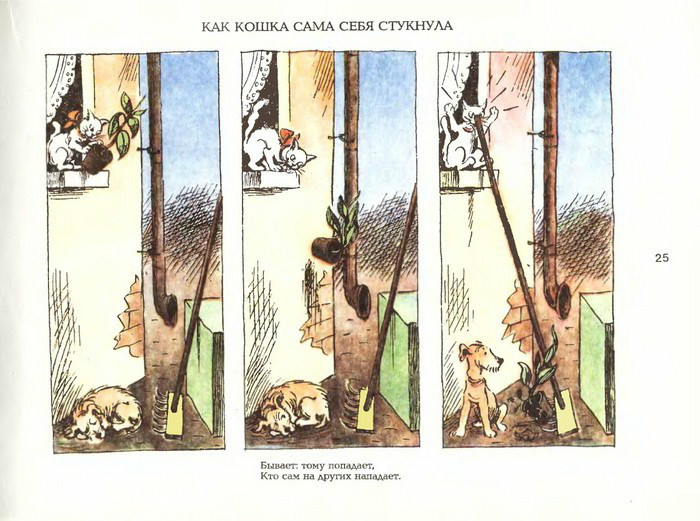 КАК КОШКА САМА СЕБЯ СТУКНУЛА
25
Бывает: тому попадает,
Кто сам на других нападает.